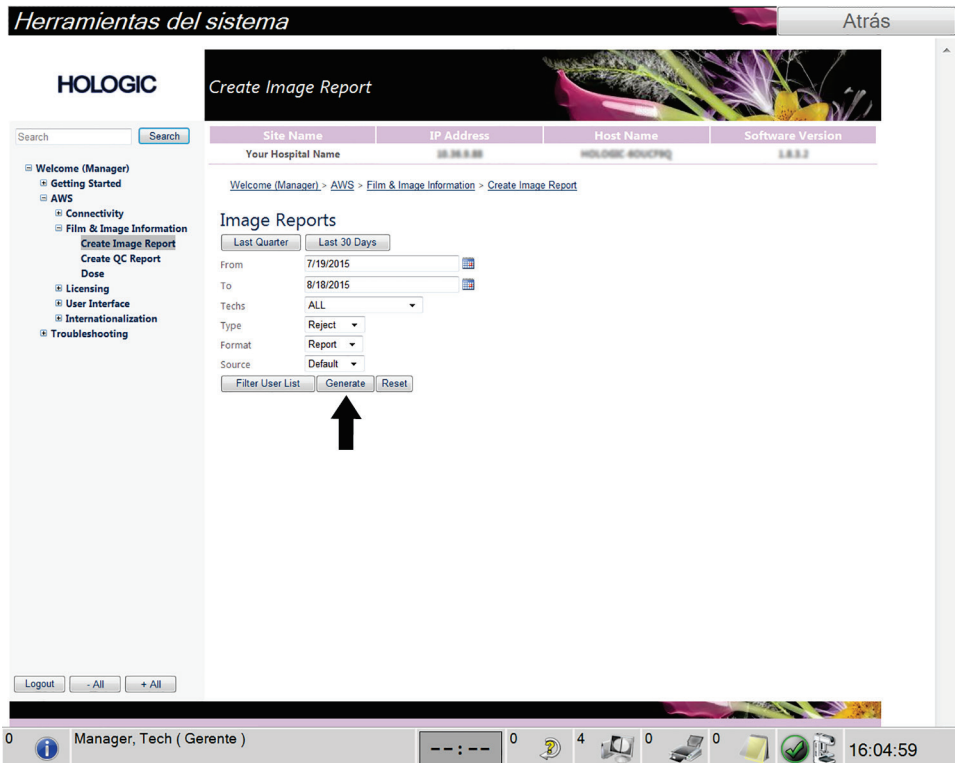 Herramientas del sistema
Atrás
HOLOGIC
Create Image Report
Search Search
Site Name IP Address Host Name Software Version
Your Hospital Name
Welcome (Manager)
Getting Started
AWS
Connectivity
Film & Image Information
Create Image Report
Create QC Report
Dose
Licensing
User Interface
Internationalization
Troubleshooting
Welcome (Manager) > AWS > Film & Image Information > Create Image Report
Image Reports
Last Quarter Last 30 Days
From 7/19/2015
To 8/18/2015
Techs ALL
Type Reject
Format Report
Source Default
Filter User List Generate Reset
Logout - All + All
0 Manager, Tech ( Gerente ) --:-- 0 4 0 0 16:04:59